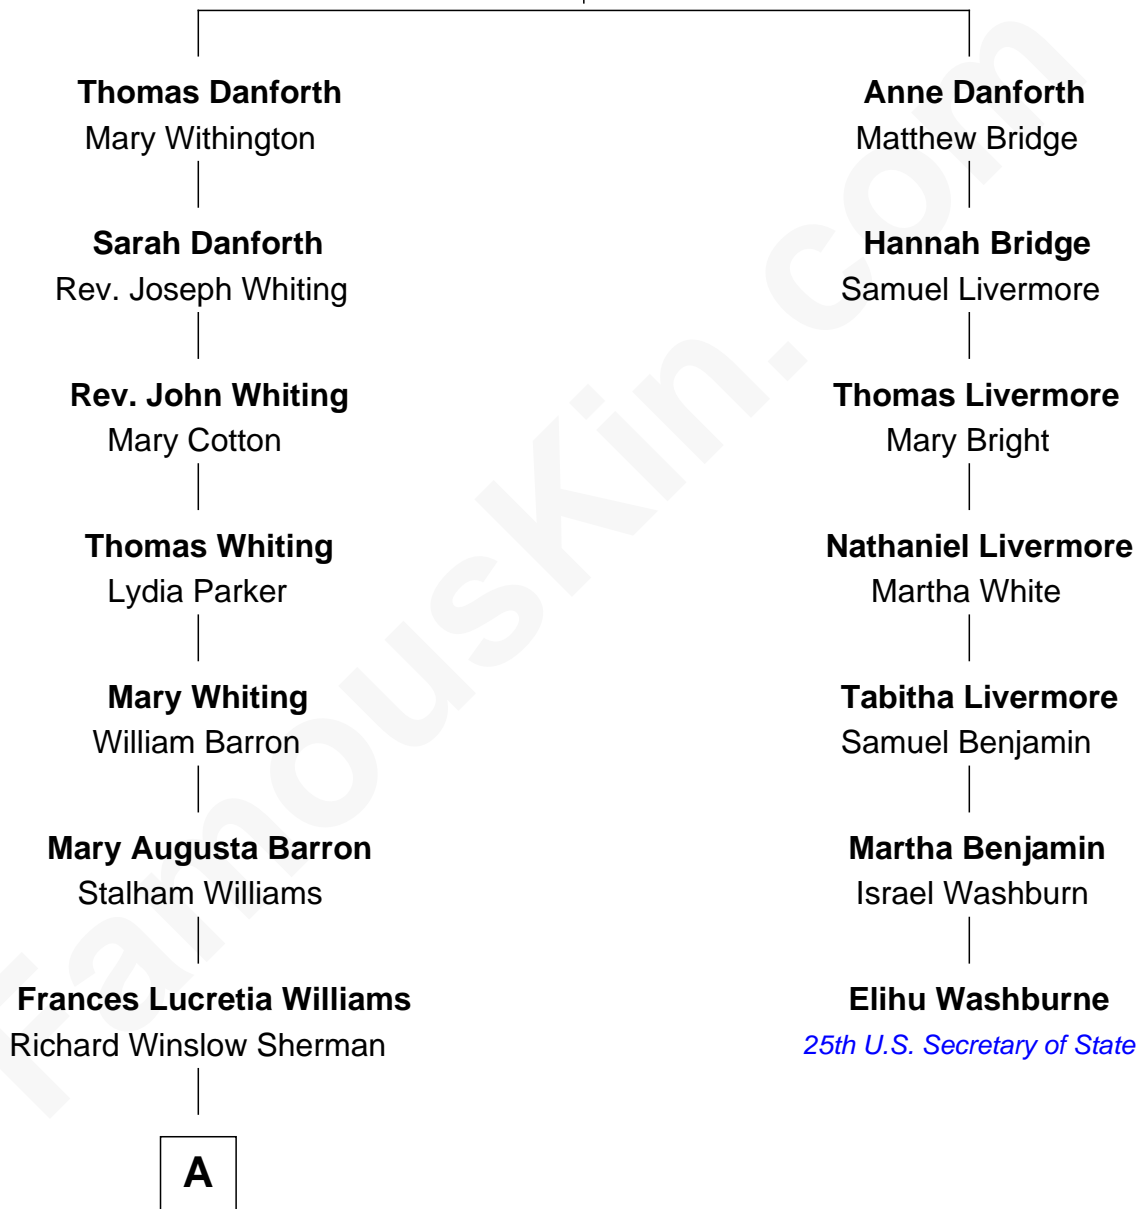 Thomas Danforth
Mary Withington
Anne Danforth
Matthew Bridge
Sarah Danforth
Rev. Joseph Whiting
Hannah Bridge
Samuel Livermore
Rev. John Whiting
Mary Cotton
Thomas Livermore
Mary Bright
Thomas Whiting
Lydia Parker
Nathaniel Livermore
Martha White
Mary Whiting
William Barron
Tabitha Livermore
Samuel Benjamin
Mary Augusta Barron
Stalham Williams
Martha Benjamin
Israel Washburn
Frances Lucretia Williams
Richard Winslow Sherman
Elihu Washburne
25th U.S. Secretary of State
A
FamousKin.com